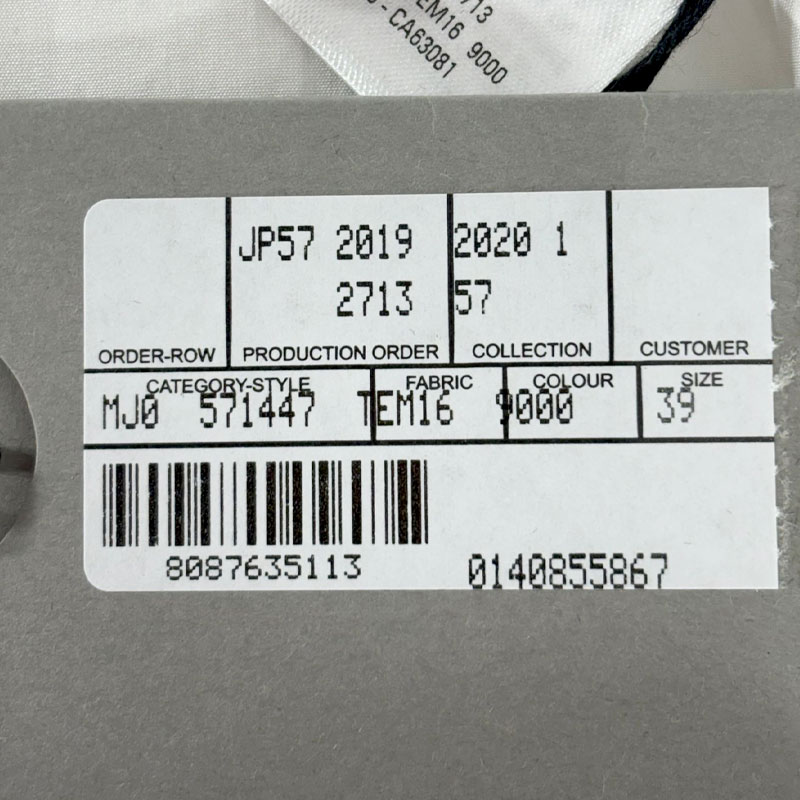 713
EM16 9000
- CA63081
JP57 2019
2020 1
2713
57
ORDER-ROW
PRODUCTION ORDER
COLLECTION
CUSTOMER
CATEGORY-STYLE
FABRIC
COLOUR
SIZE
MJ0 571447 TEM16 9000 39
8087635113
0140855867